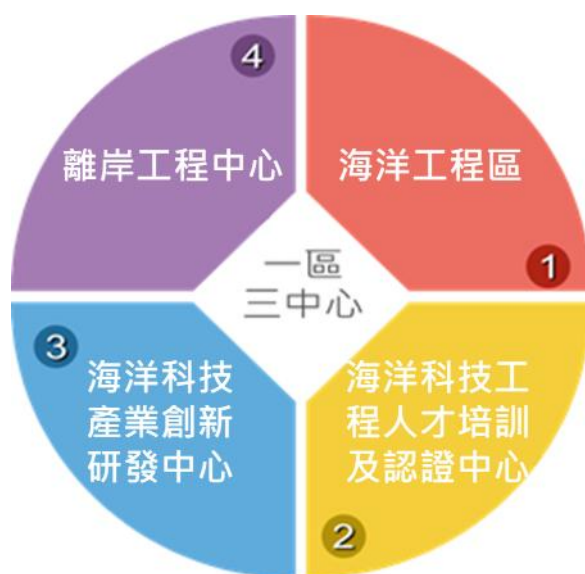 4
離岸工程中心
海洋工程區
1
一區
三中心
3
海洋科技
產業創新
研發中心
海洋科技工
程人才培訓
及認證中心
2